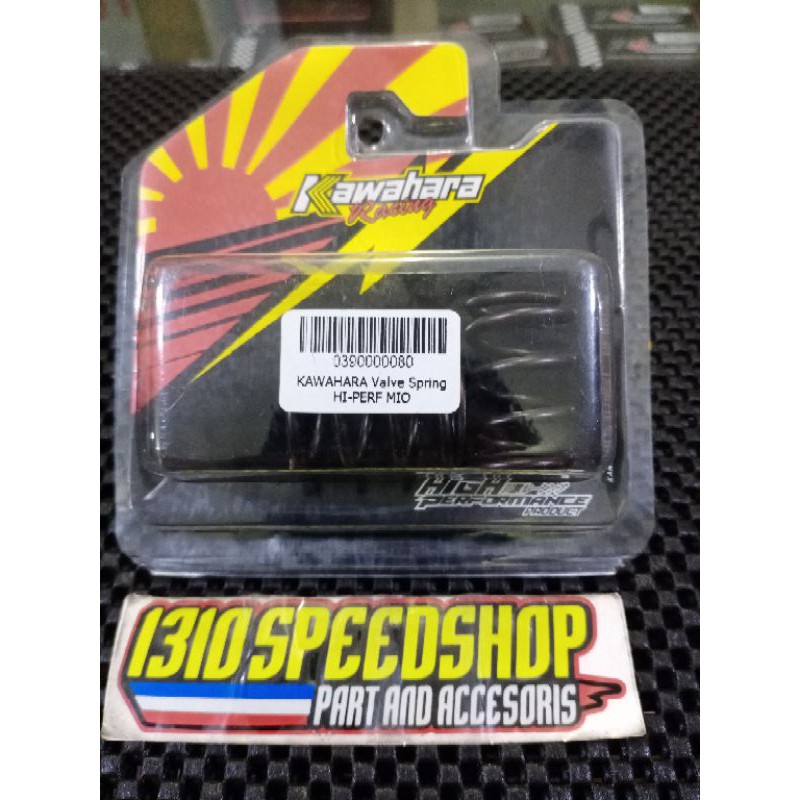 Kawahara
Racing
0390000080
KAWAHARA Valve Spring
HI-PERF MIO
HIGH
PERFORMANCE
PRODUCT
1310 SPEEDSHOP
PART AND ACCESORIS